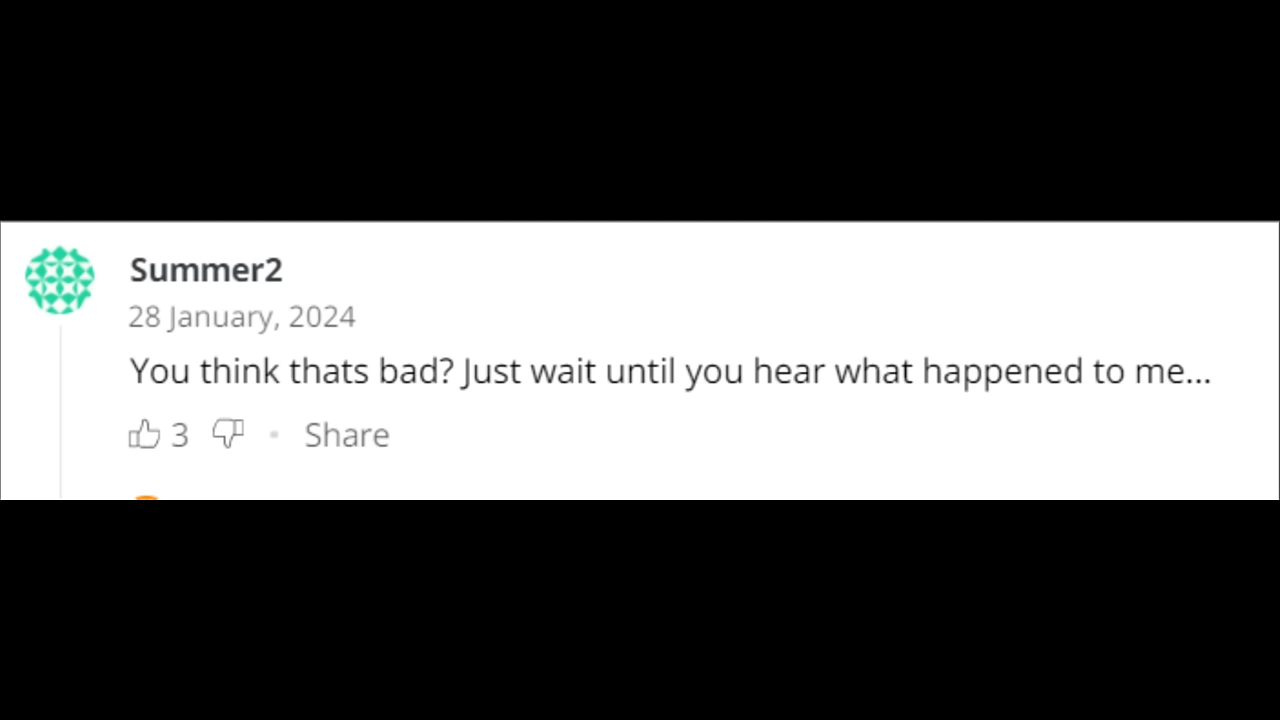 Summer2
28 January, 2024
You think thats bad? Just wait until you hear what happened to me...
3 • Share